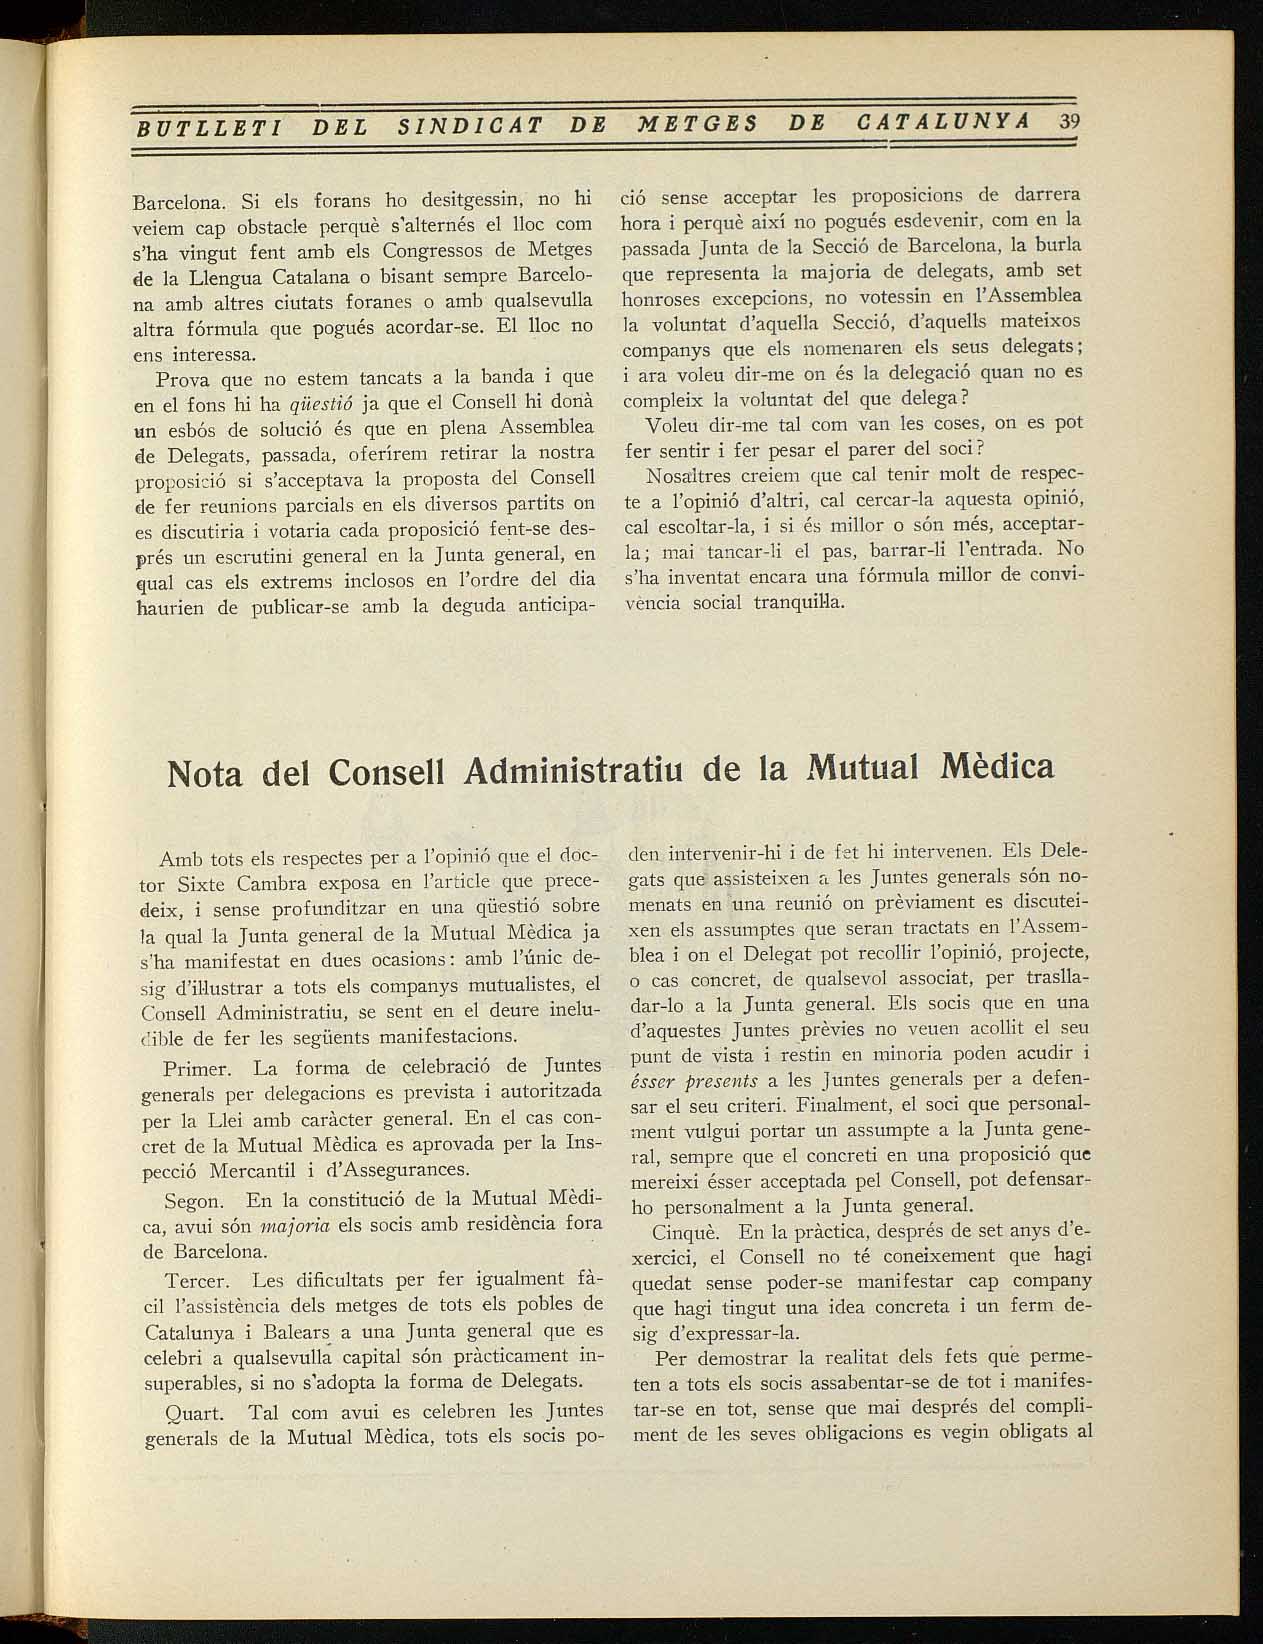 BUTLLETI DEL SINDICAT DE METGES DE CATALUNYA 39
Barcelona. Si els forans ho desitgessin, no hi
veiem cap obstacle perquè s'alternés el lloc com
s'ha vingut fent amb els Congressos de Metges
de la Llengua Catalana o bisant sempre Barcelo-
na amb altres ciutats foranes o amb qualsevulla
altra fórmula que pogués acordar-se. El lloc no
ens interessa.
Prova que no estem tancats a la banda i que
en el fons hi ha qüestió ja que el Consell hi donà
un esbós de solució és que en plena Assemblea
de Delegats, passada, oferírem retirar la nostra
proposició si s'acceptava la proposta del Consell
de fer reunions parcials en els diversos partits on
es discutiria i votaria cada proposició fent-se des-
prés un escrutini general en la Junta general, en
qual cas els extrems inclosos en l'ordre del dia
haurien de publicar-se amb la deguda anticipa-
ció sense acceptar les proposicions de darrera
hora i perquè així no pogués esdevenir, com en la
passada Junta de la Secció de Barcelona, la burla
que representa la majoria de delegats, amb set
honroses excepcions, no votessin en l'Assemblea
la voluntat d'aquella Secció, d'aquells mateixos
companys que els nomenaren els seus delegats;
i ara voleu dir-me on és la delegació quan no es
compleix la voluntat del que delega?
Voleu dir-me tal com van les coses, on es pot
fer sentir i fer pesar el parer del soci?
Nosaltres creiem que cal tenir molt de respec-
te a l'opinió d'altri, cal cercar-la aquesta opinió,
cal escoltar-la, i si és millor o són més, acceptar-
la; mai tancar-li el pas, barrar-li l'entrada. No
s'ha inventat encara una fórmula millor de convi-
vència social tranquil·la.
Nota del Consell Administratiu de la Mutual Mèdica
Amb tots els respectes per a l'opinió que el doc-
tor Sixte Cambra exposa en l'article que prece-
deix, i sense profunditzar en una qüestió sobre
la qual la Junta general de la Mutual Mèdica ja
s'ha manifestat en dues ocasions: amb l'únic de-
sig d'il·lustrar a tots els companys mutualistes, el
Consell Administratiu, se sent en el deure inelu-
dible de fer les següents manifestacions.
Primer. La forma de celebració de Juntes
generals per delegacions es prevista i autoritzada
per la Llei amb caràcter general. En el cas con-
cret de la Mutual Mèdica es aprovada per la Ins-
pecció Mercantil i d'Assegurances.
Segon. En la constitució de la Mutual Mèdi-
ca, avui són majoria els socis amb residència fora
de Barcelona.
Tercer. Les dificultats per fer igualment fà-
cil l'assistència dels metges de tots els pobles de
Catalunya i Balears a una Junta general que es
celebri a qualsevulla capital són pràcticament in-
superables, si no s'adopta la forma de Delegats.
Quart. Tal com avui es celebren les Juntes
generals de la Mutual Mèdica, tots els socis po-
den intervenir-hi i de fet hi intervenen. Els Dele-
gats que assisteixen a les Juntes generals són no-
menats en una reunió on prèviament es discutei-
xen els assumptes que seran tractats en l'Assem-
blea i on el Delegat pot recollir l'opinió, projecte,
o cas concret, de qualsevol associat, per traslla-
dar-lo a la Junta general. Els socis que en una
d'aquestes Juntes prèvies no veuen acollit el seu
punt de vista i restin en minoria poden acudir i
ésser presents a les Juntes generals per a defen-
sar el seu criteri. Finalment, el soci que personal-
ment vulgui portar un assumpte a la Junta gene-
ral, sempre que el concreti en una proposició que
mereixi ésser acceptada pel Consell, pot defensar-
ho personalment a la Junta general.
Cinquè. En la pràctica, després de set anys d'e-
xercici, el Consell no té coneixement que hagi
quedat sense poder-se manifestar cap company
que hagi tingut una idea concreta i un ferm de-
sig d'expressar-la.
Per demostrar la realitat dels fets que perme-
ten a tots els socis assabentar-se de tot i manifes-
tar-se en tot, sense que mai després del compli-
ment de les seves obligacions es vegin obligats al